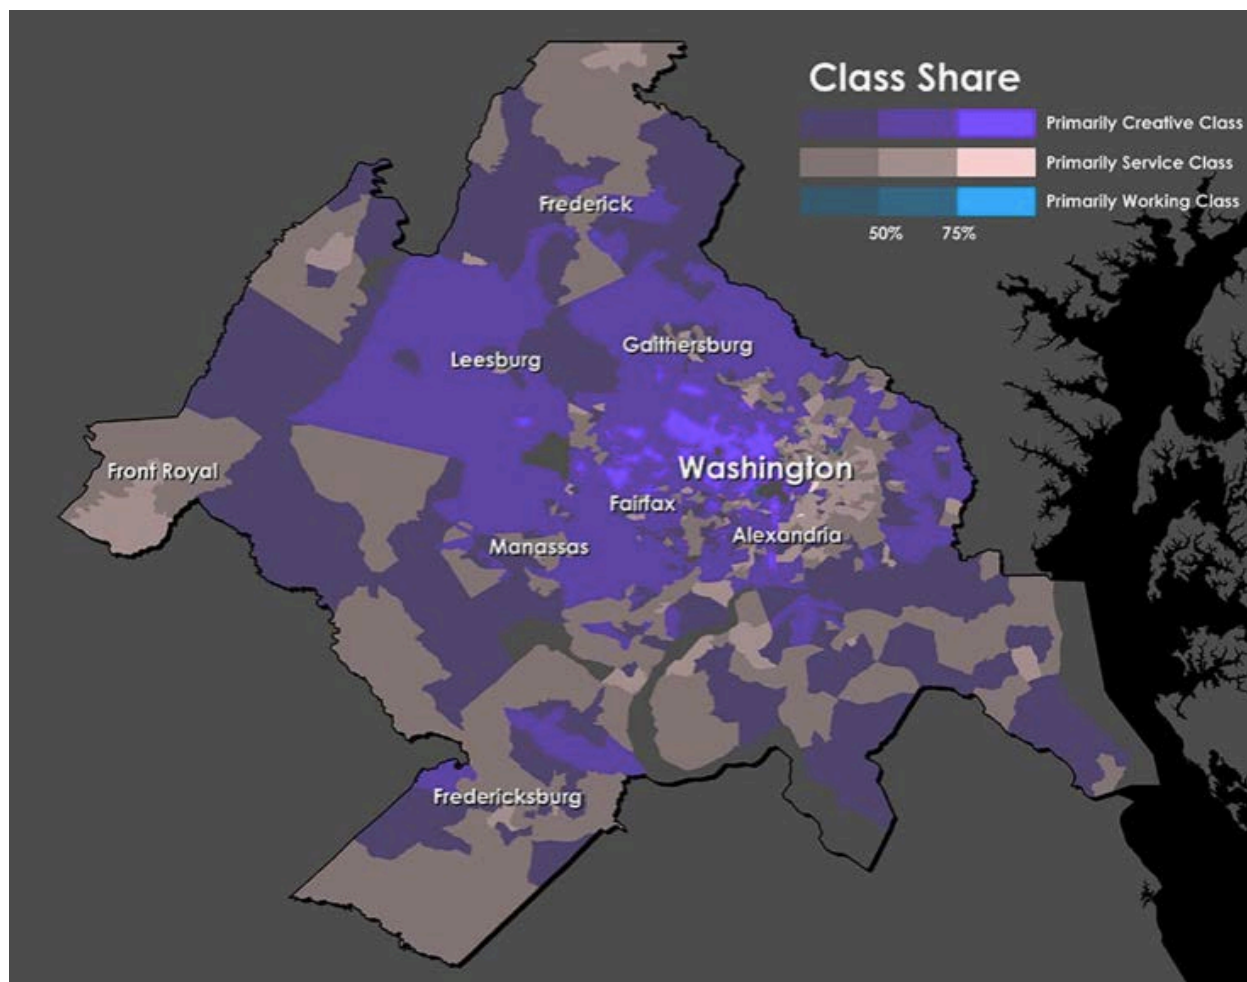 Class Share
Primarily Creative Class
Primarily Service Class
Primarily Working Class
50% 75%
Frederick
Leesburg
Gaithersburg
Front Royal
Washington
Fairfax
Alexandria
Manassas
Fredericksburg